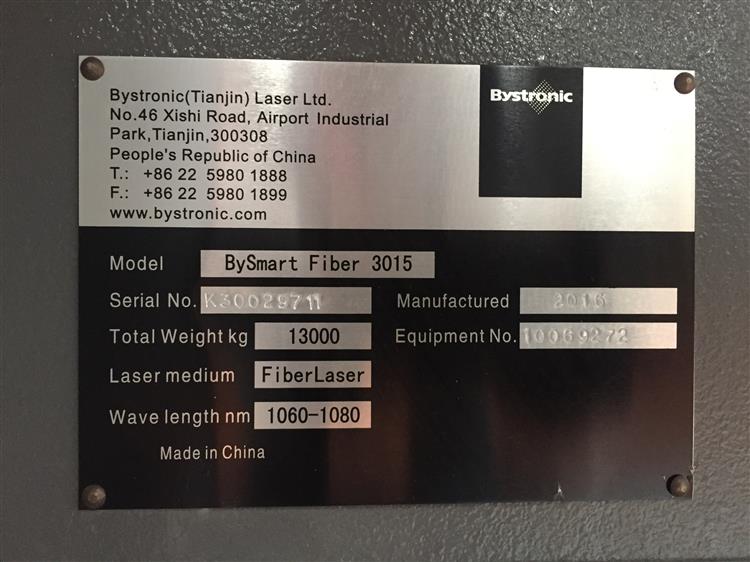 Bystronic(Tianjin) Laser Ltd.
No.46 Xishi Road, Airport Industrial
Park,Tianjin,300308
People's Republic of China
T.: +86 22 5980 1888
F.: +86 22 5980 1899
www.bystronic.com
Bystronic
Model BySmart Fiber 3015
Serial No. K30029711 Manufactured 2016
Total Weight kg 13000 Equipment No. 10069272
Laser medium FiberLaser
Wave length nm 1060-1080
Made in China